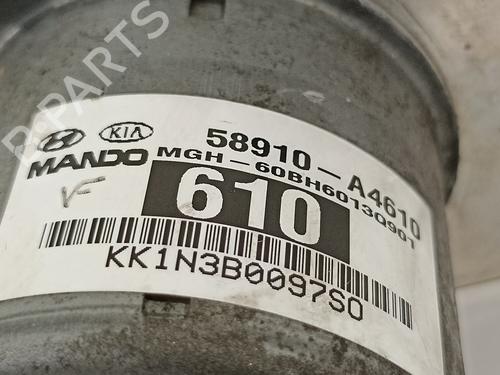 B-PARTS
KIA 58910-A4610
MANDO MGH-60BH60130901
VF 610
KK1N3B0097S0